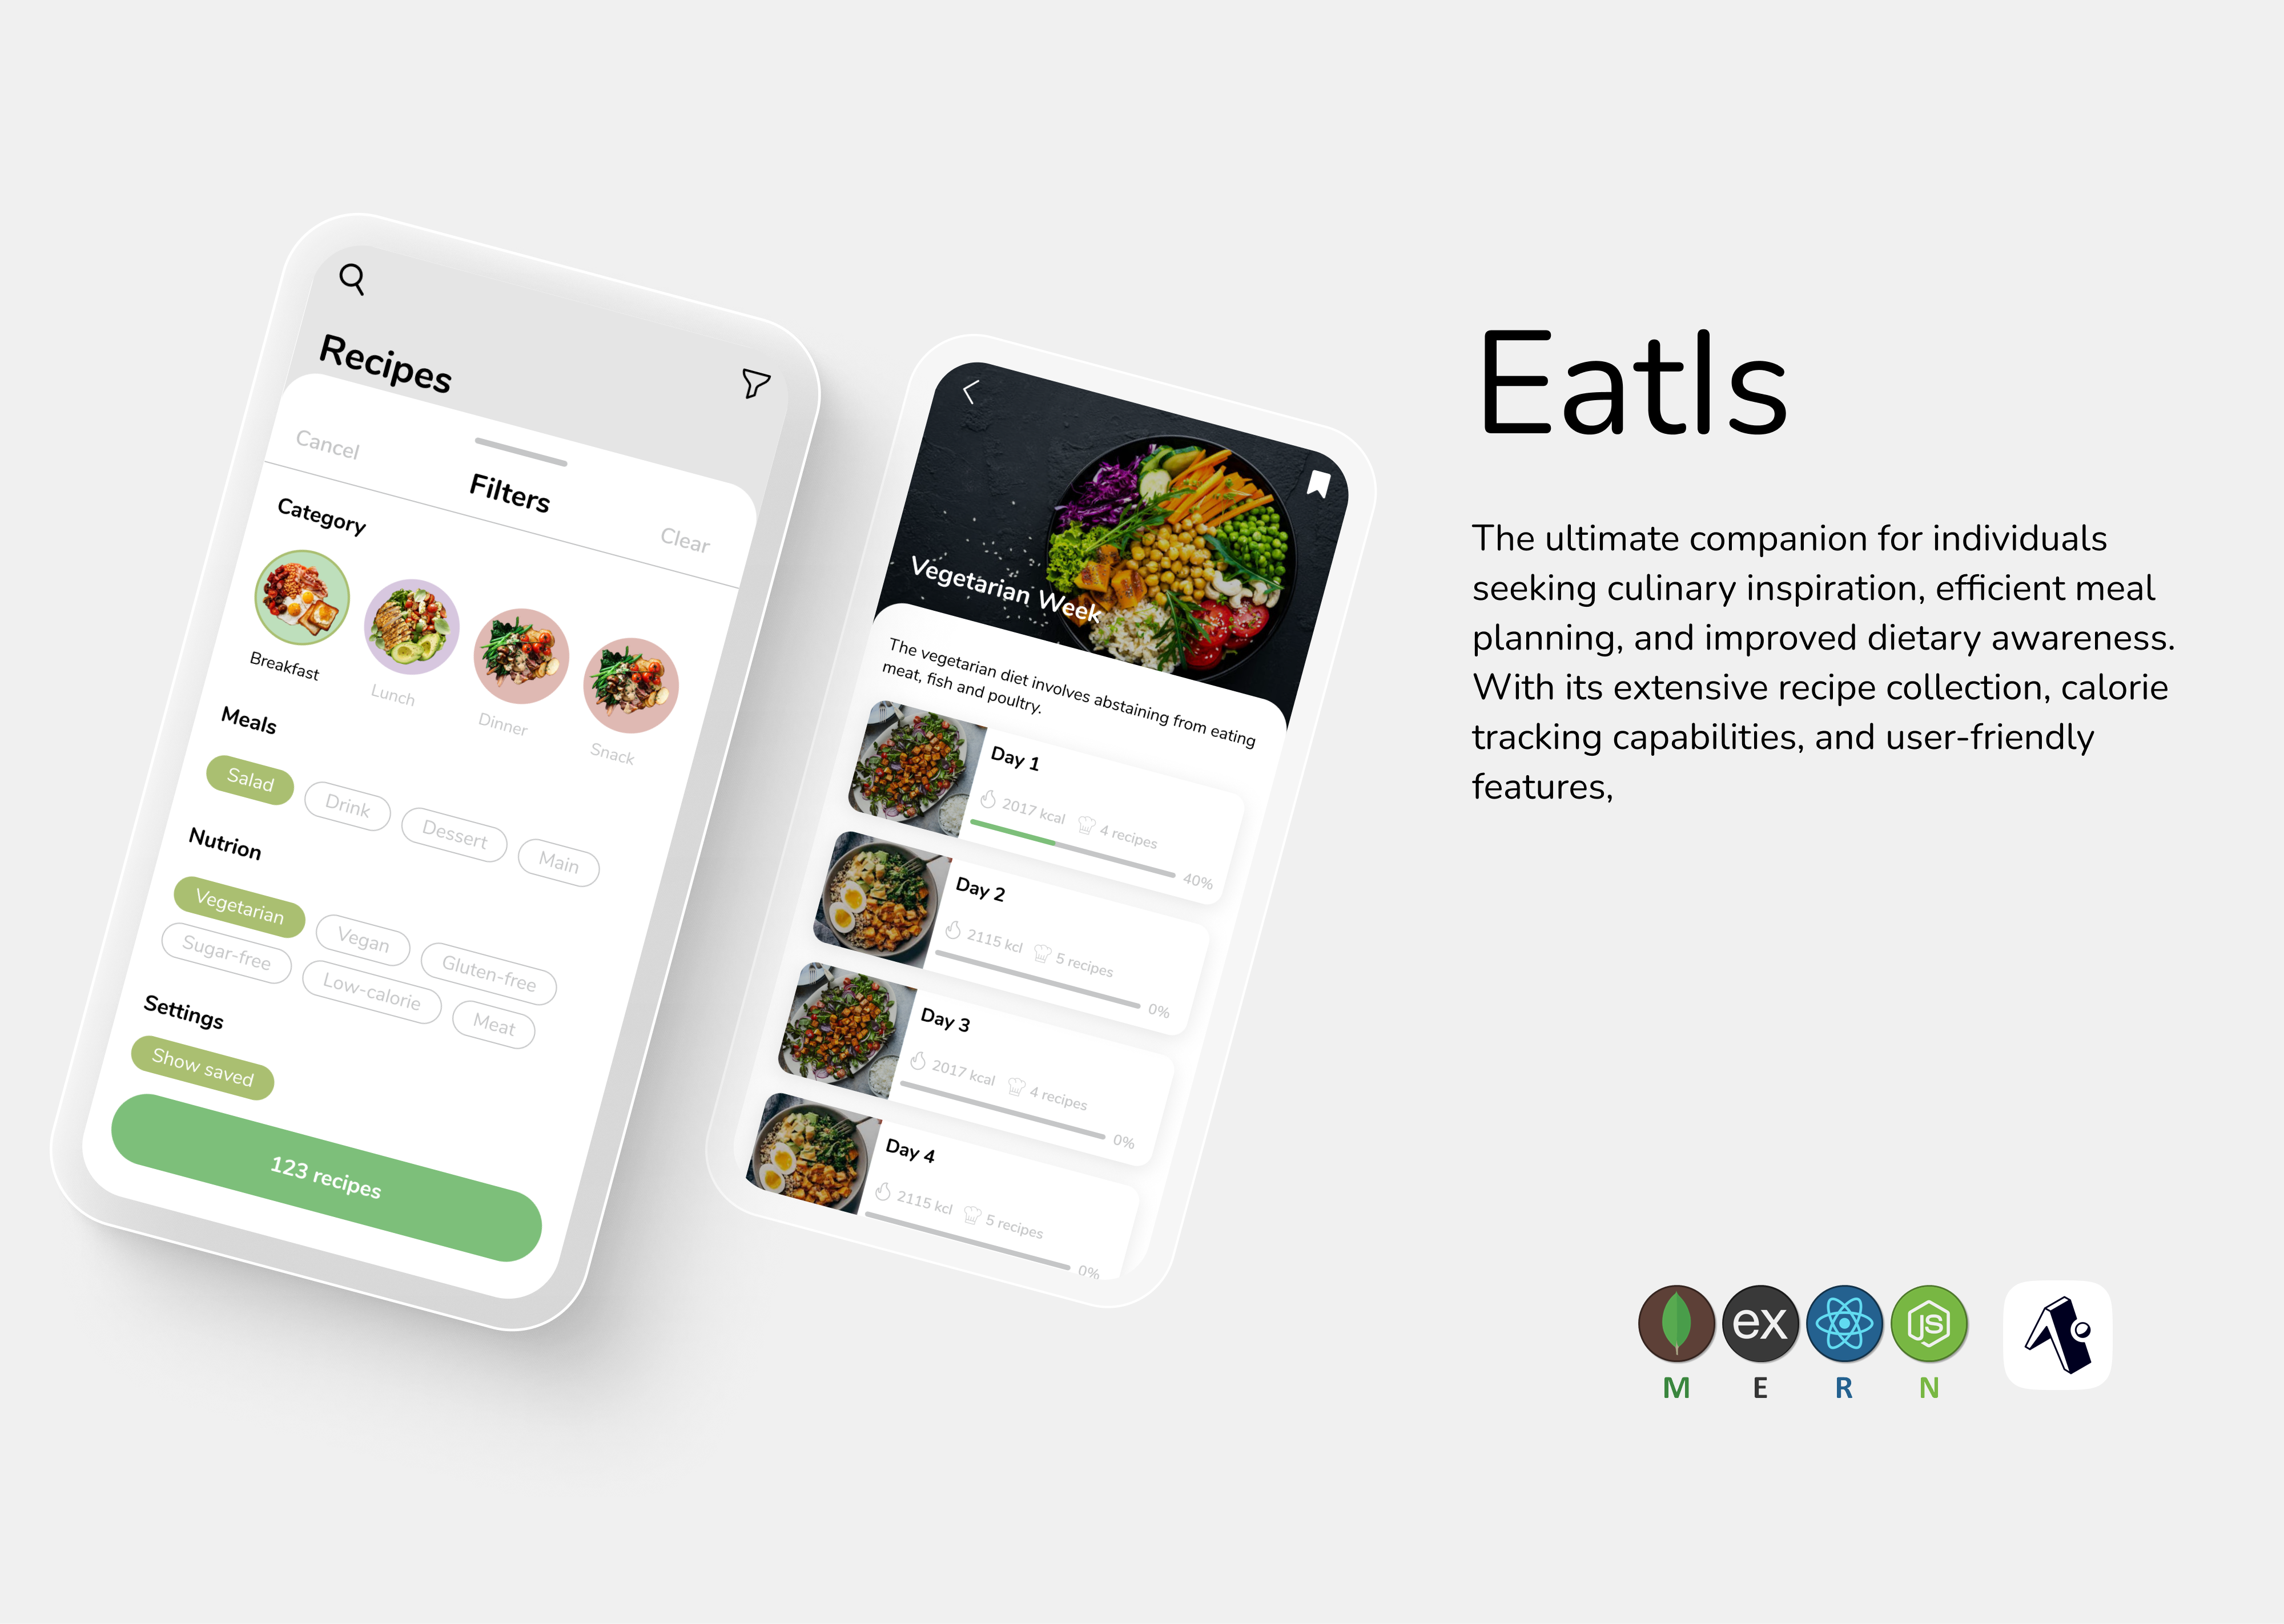 Recipes
Cancel
Filters
Clear
Category
Breakfast
Lunch
Dinner
Snack
Meals
Salad
Drink
Dessert
Main
Nutrion
Vegetarian
Vegan
Gluten-free
Sugar-free
Low-calorie
Meat
Settings
Show saved
123 recipes
Vegetarian Week
The vegetarian diet involves abstaining from eating
meat, fish and poultry.
Day 1
2017 kcal 4 recipes
40%
Day 2
2115 kcl 5 recipes
0%
Day 3
2017 kcal 4 recipes
0%
Day 4
2115 kcl 5 recipes
0%
Eatls
The ultimate companion for individuals
seeking culinary inspiration, efficient meal
planning, and improved dietary awareness.
With its extensive recipe collection, calorie
tracking capabilities, and user-friendly
features,
ex
JS
M E R N